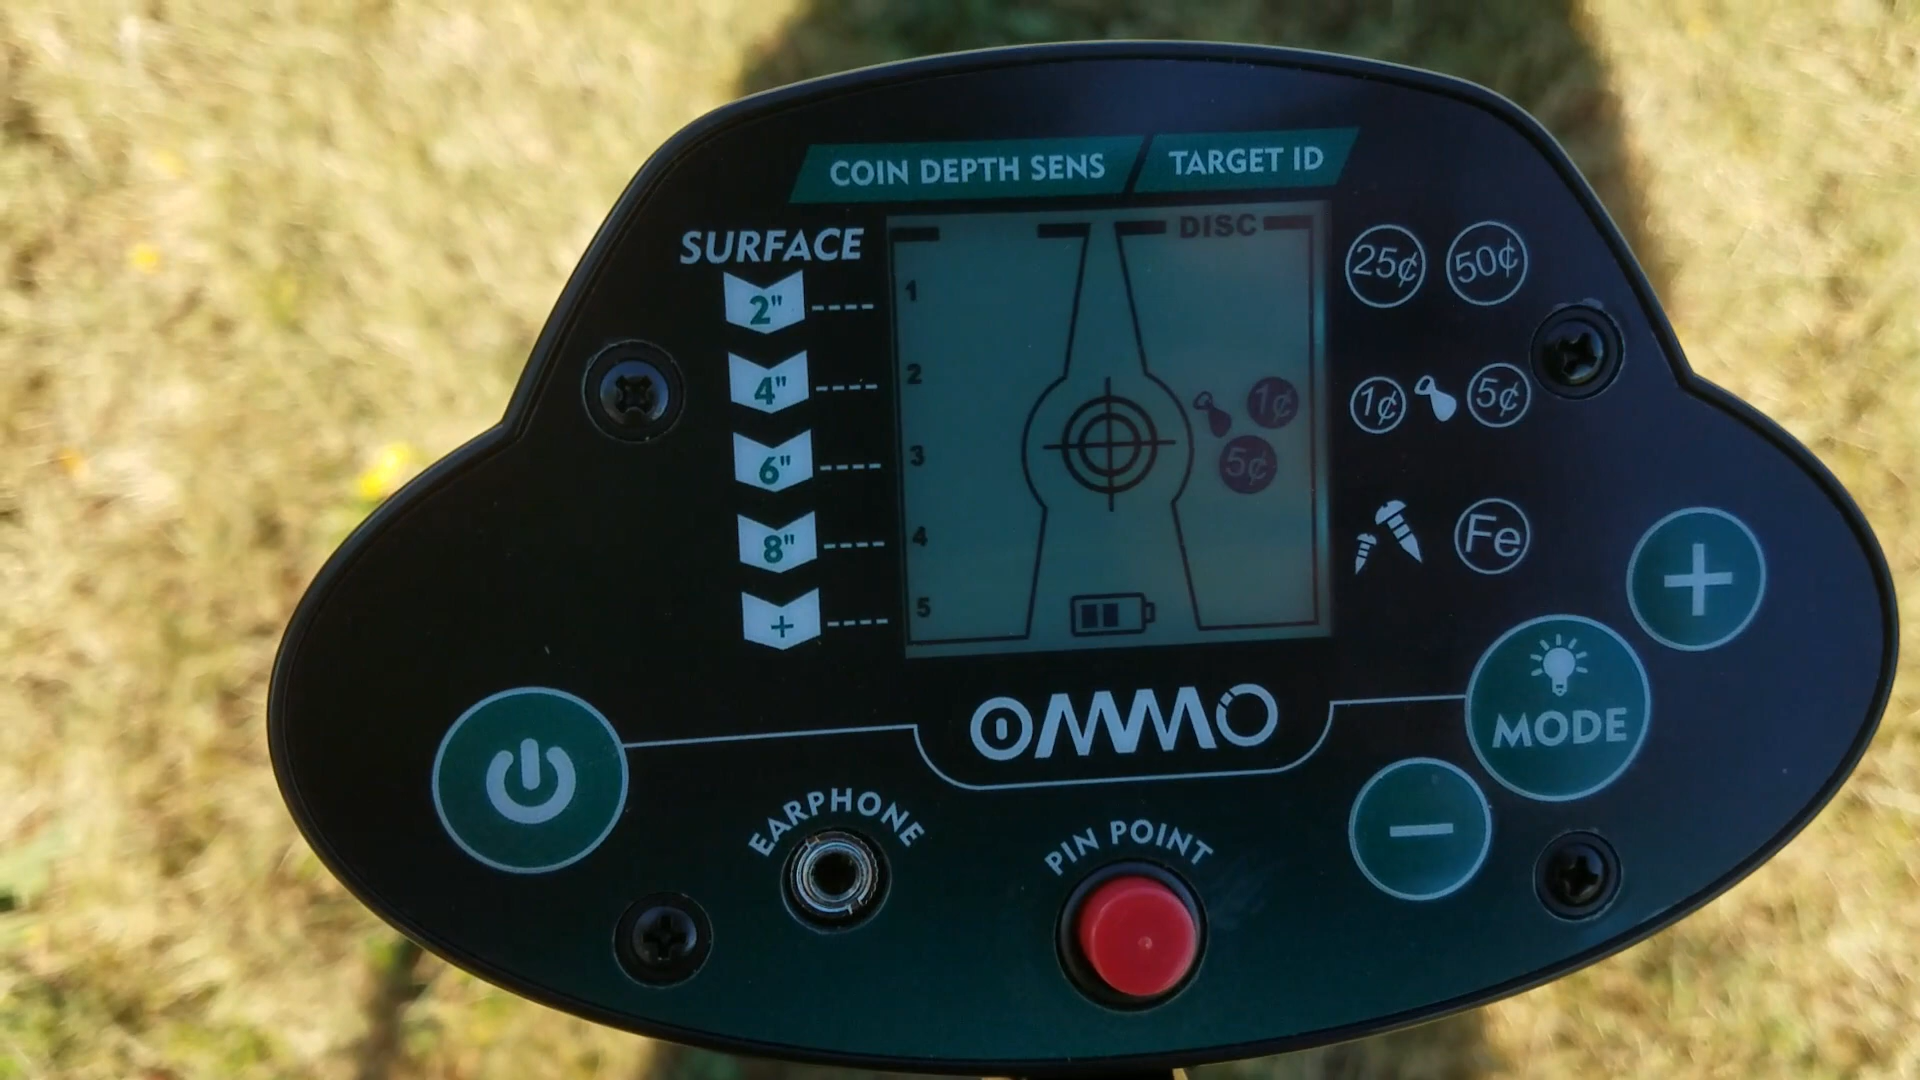 COIN DEPTH SENS TARGET ID
SURFACE
DISC
25¢ 50¢
2"
1
4"
2
1¢
5¢
1¢ 5¢
6"
3
8"
4
Fe
+
5
+
OMMO
MODE
−
EARPHONE
PIN POINT